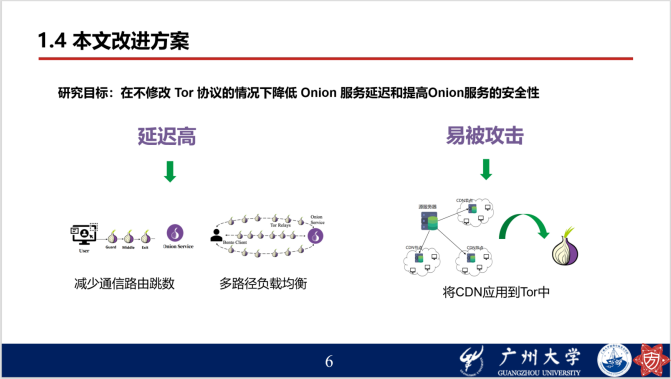 1.4 本文改进方案
研究目标：在不修改 Tor 协议的情况下降低 Onion 服务延迟和提高Onion服务的安全性
延迟高
易被攻击
User
Guard
Middle
Exit
Onion Service
Onion
Service
Tor Relays
Onion Client
减少通信路由跳数
多路径负载均衡
源服务器
CDN节点
CDN节点
CDN节点
将CDN应用到Tor中
6
广州大学
GUANGZHOU UNIVERSITY